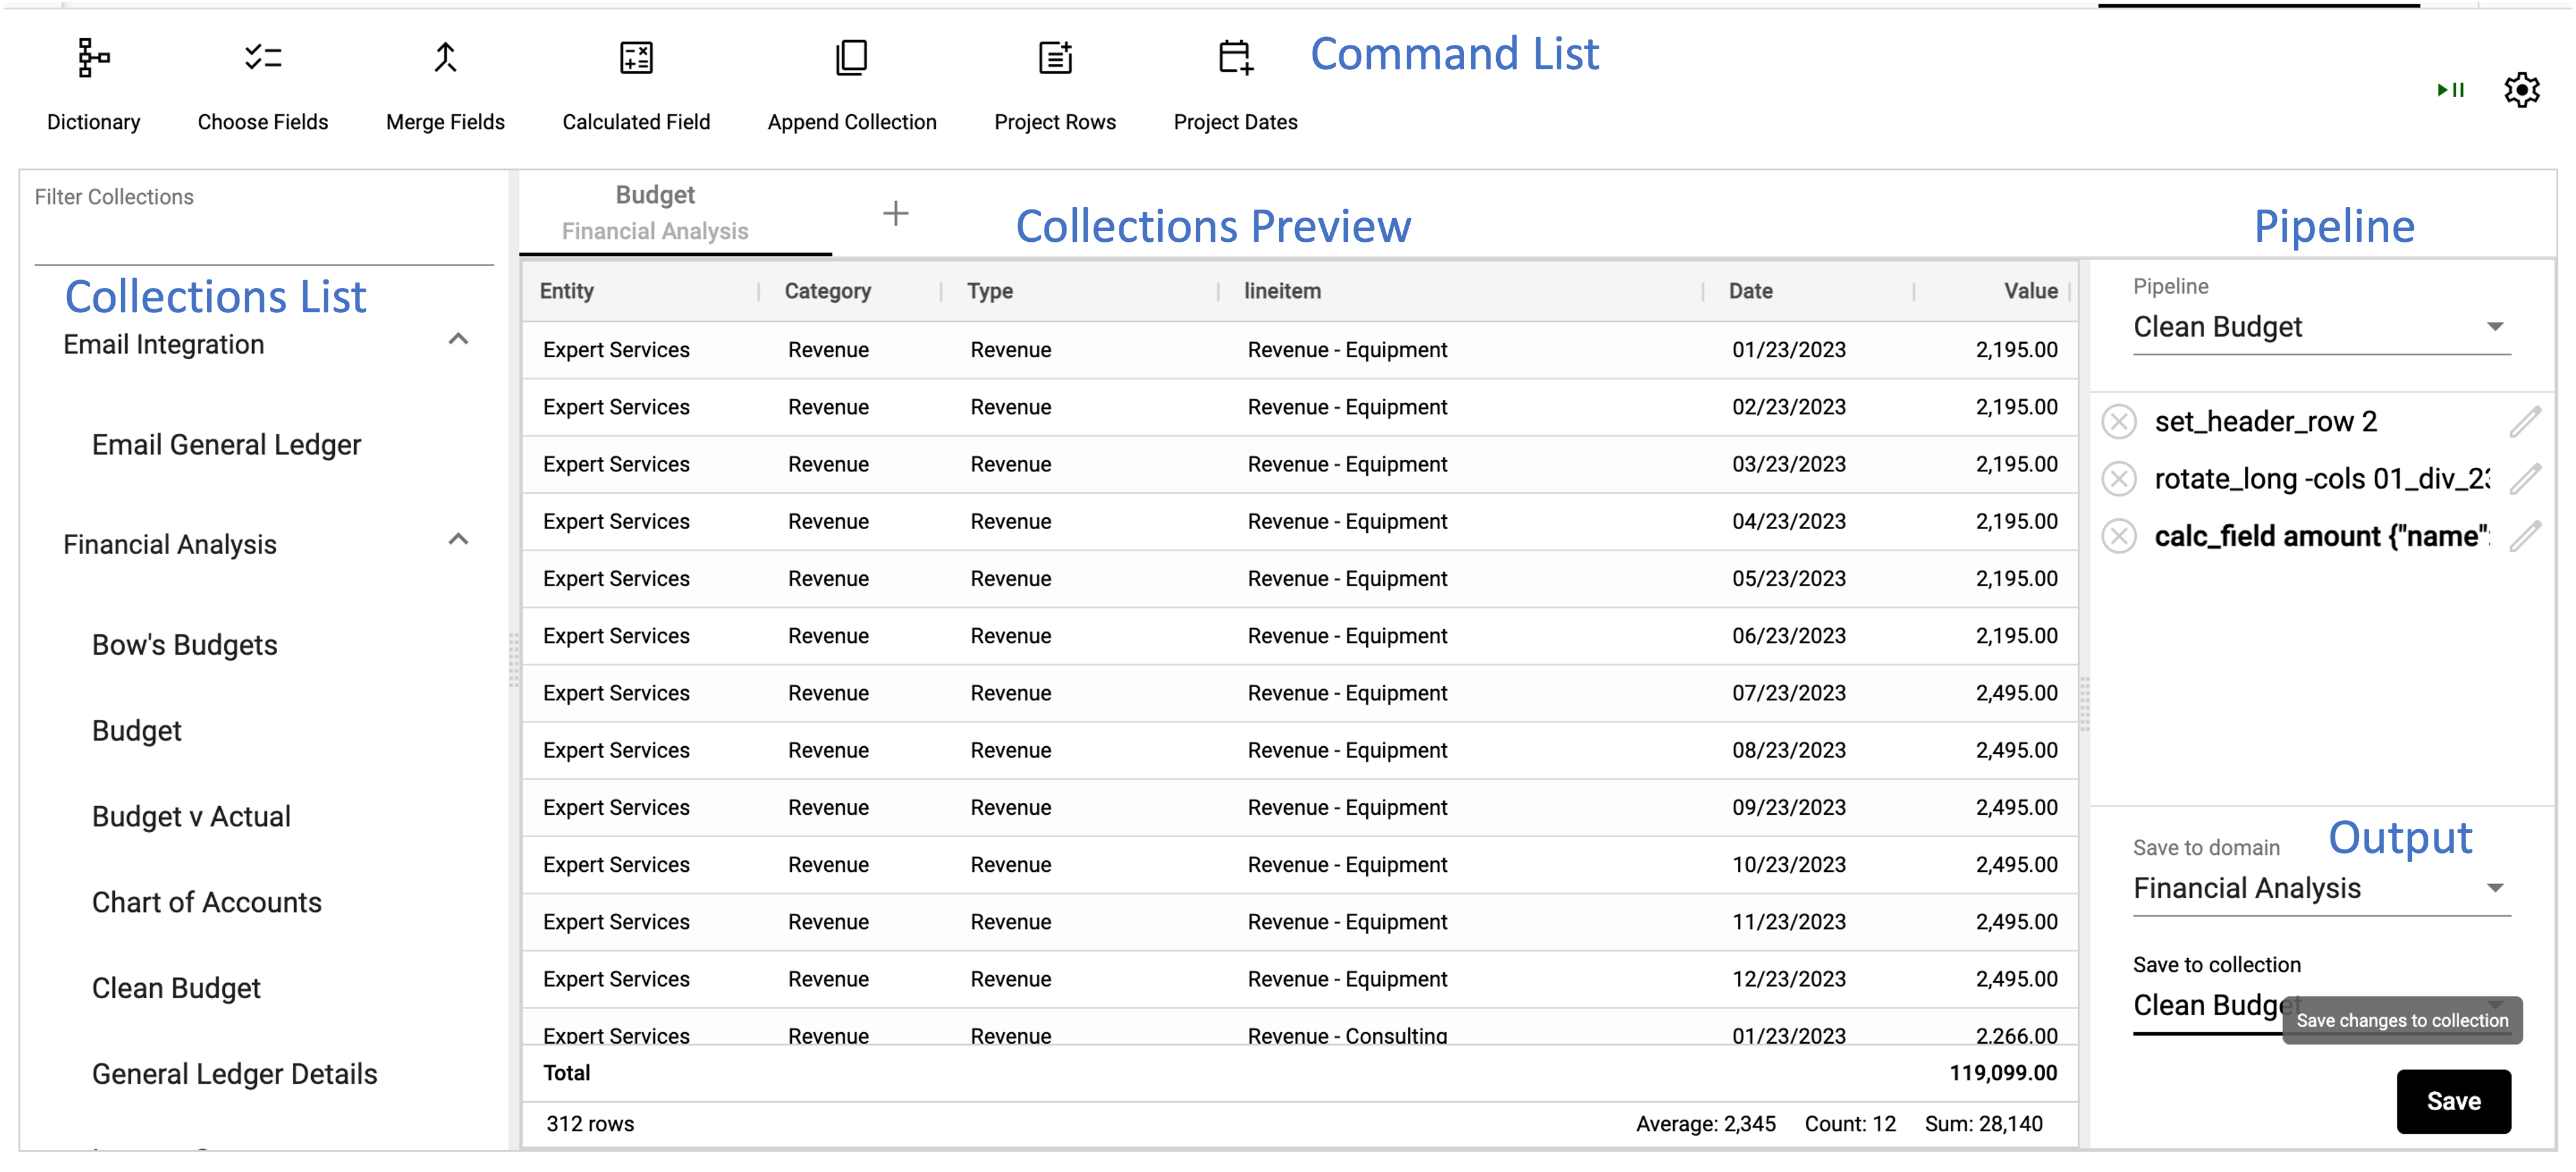 Command List
Dictionary Choose Fields Merge Fields Calculated Field Append Collection Project Rows Project Dates
Filter Collections
Collections List
Email Integration
Email General Ledger
Financial Analysis
Bow's Budgets
Budget
Budget v Actual
Chart of Accounts
Clean Budget
General Ledger Details
Budget
Financial Analysis
Collections Preview
Entity Category Type lineitem Date Value
Expert Services Revenue Revenue Revenue - Equipment 01/23/2023 2,195.00
Expert Services Revenue Revenue Revenue - Equipment 02/23/2023 2,195.00
Expert Services Revenue Revenue Revenue - Equipment 03/23/2023 2,195.00
Expert Services Revenue Revenue Revenue - Equipment 04/23/2023 2,195.00
Expert Services Revenue Revenue Revenue - Equipment 05/23/2023 2,195.00
Expert Services Revenue Revenue Revenue - Equipment 06/23/2023 2,195.00
Expert Services Revenue Revenue Revenue - Equipment 07/23/2023 2,495.00
Expert Services Revenue Revenue Revenue - Equipment 08/23/2023 2,495.00
Expert Services Revenue Revenue Revenue - Equipment 09/23/2023 2,495.00
Expert Services Revenue Revenue Revenue - Equipment 10/23/2023 2,495.00
Expert Services Revenue Revenue Revenue - Equipment 11/23/2023 2,495.00
Expert Services Revenue Revenue Revenue - Equipment 12/23/2023 2,495.00
Expert Services Revenue Revenue Revenue - Consulting 01/23/2023 2,266.00
Total 119,099.00
312 rows Average: 2,345 Count: 12 Sum: 28,140
Pipeline
Pipeline
Clean Budget
set_header_row 2
rotate_long -cols 01_div_23
calc_field amount {"name":
Output
Save to domain
Financial Analysis
Save to collection
Clean Budget
Save changes to collection
Save